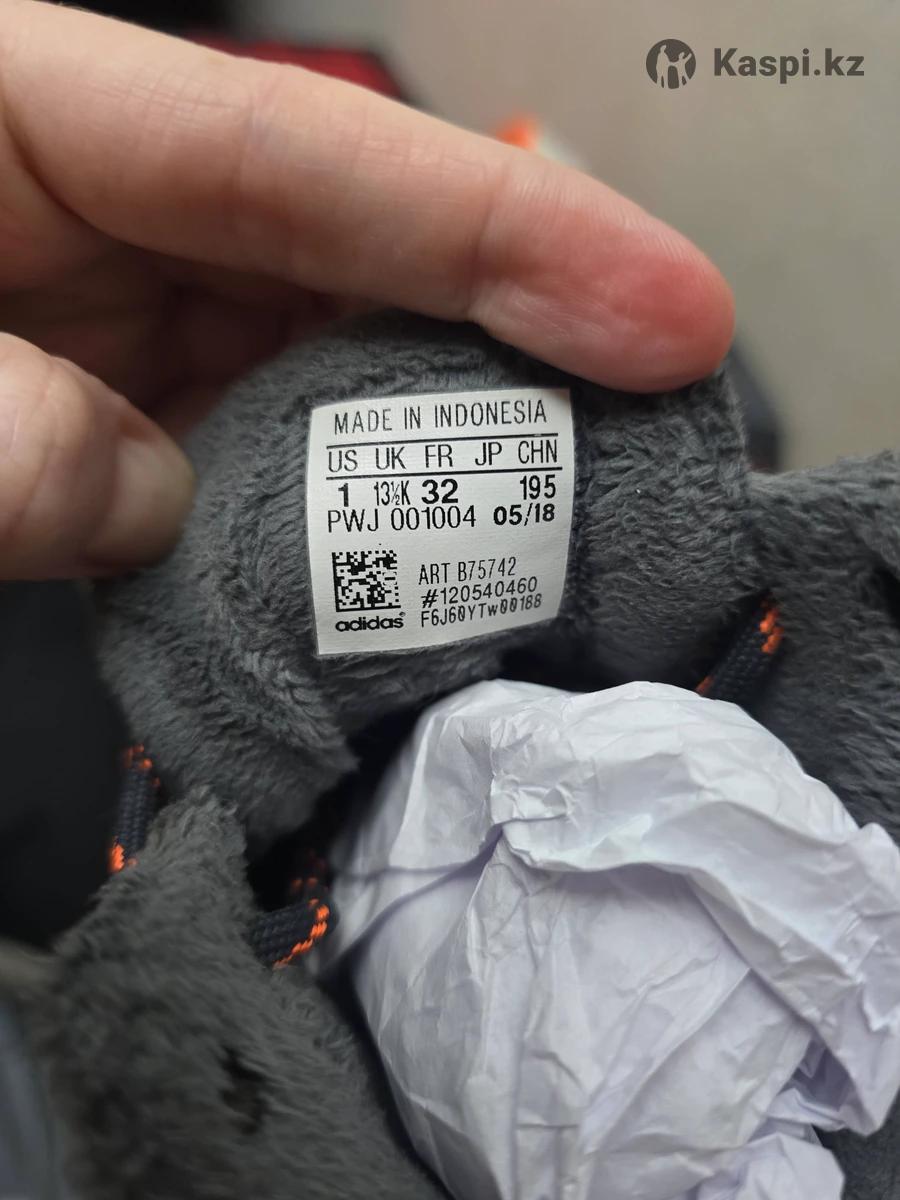 Kaspi.kz
MADE IN INDONESIA
US UK FR JP CHN
1 13½K 32 195
PWJ 001004 05/18
ART B75742
#120540460
F6J60YTW00188
adidas